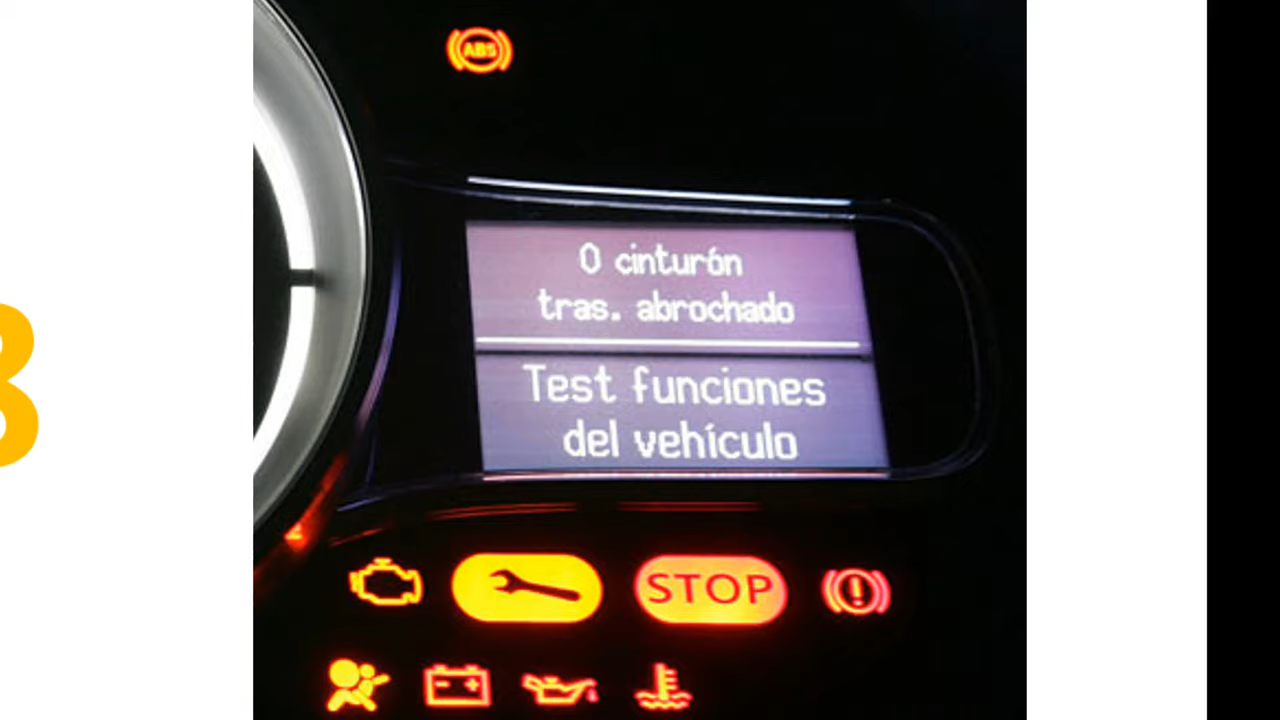 ABS
0 cinturón
tras. abrochado
Test funciones
del vehículo
STOP